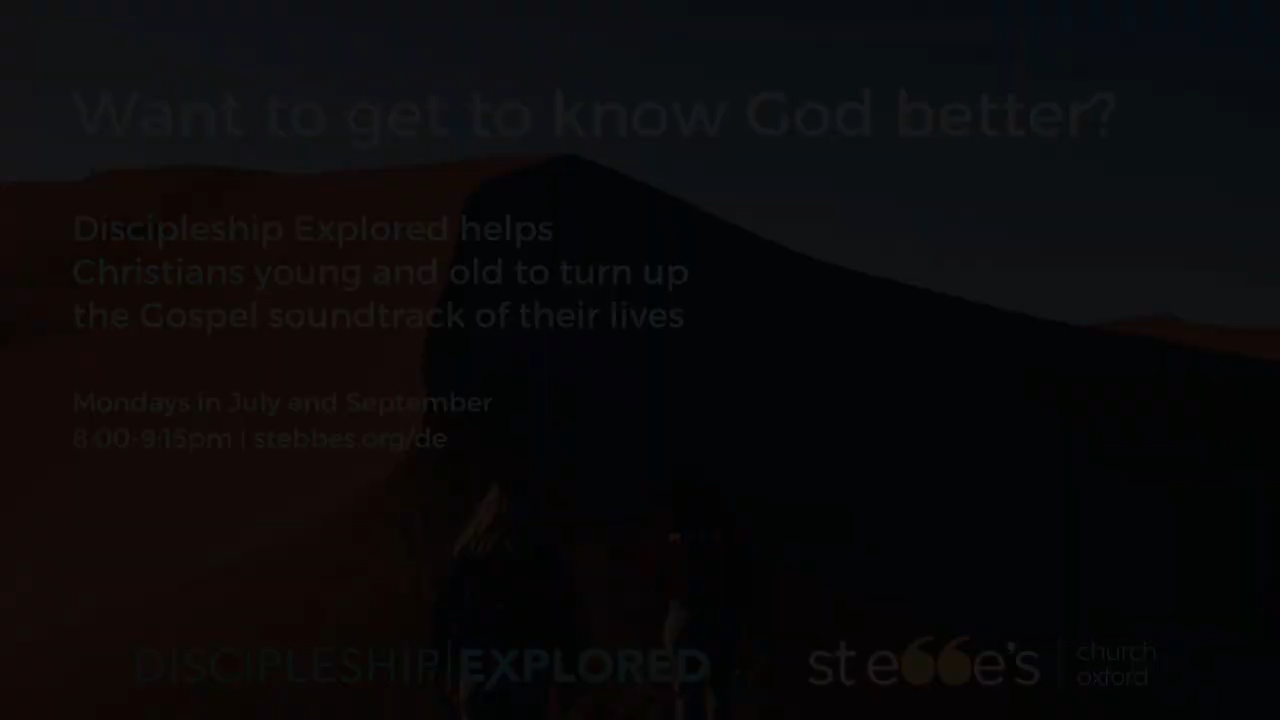 Want to get to know God better?
Discipleship Explored helps
Christians young and old to turn up
the Gospel soundtrack of their lives
Mondays in July and September
8:00-9:15pm | stebbes.org/de
DISCIPLESHIP|EXPLORED
st ebbe's | church
oxford